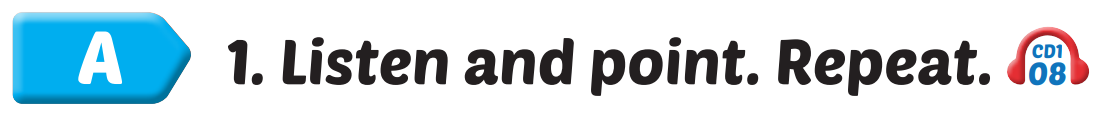 A 1. Listen and point. Repeat. CD1 08